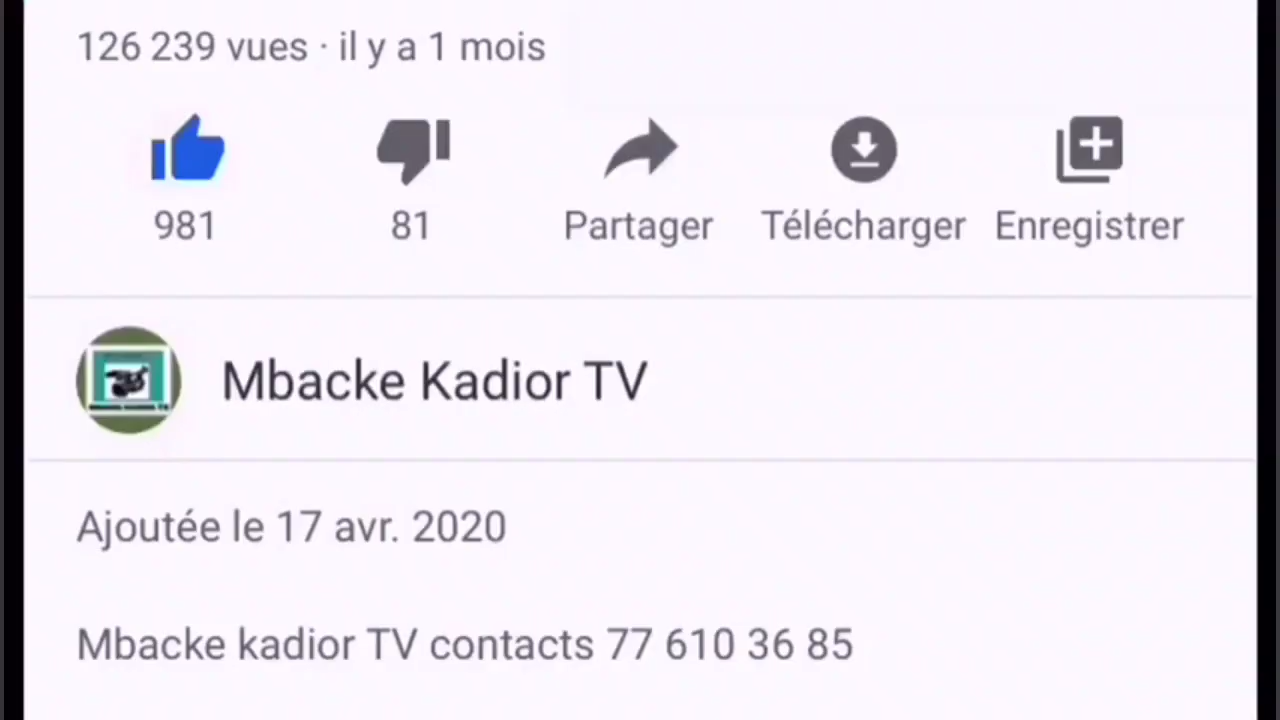 126 239 vues · il y a 1 mois
981 81 Partager Télécharger Enregistrer
Mbacke Kadior TV
Ajoutée le 17 avr. 2020
Mbacke kadior TV contacts 77 610 36 85